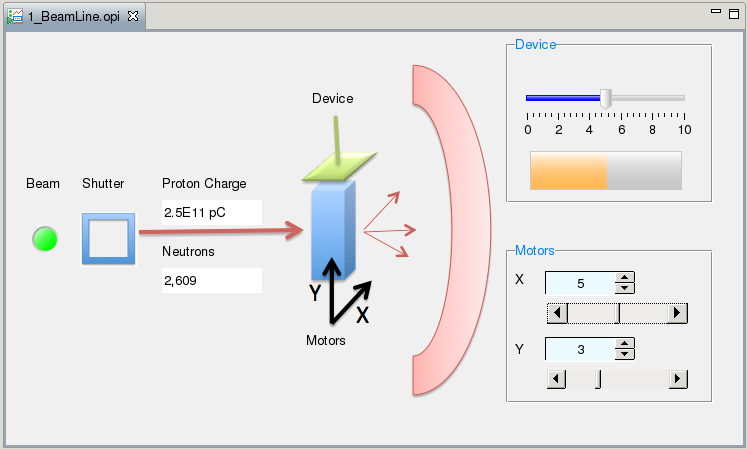 1_BeamLine.opi
Device
Device
0 2 4 6 8 10
Beam
Shutter
Proton Charge
2.5E11 pC
Neutrons
2,609
Y
X
Motors
Motors
X
5
Y
3